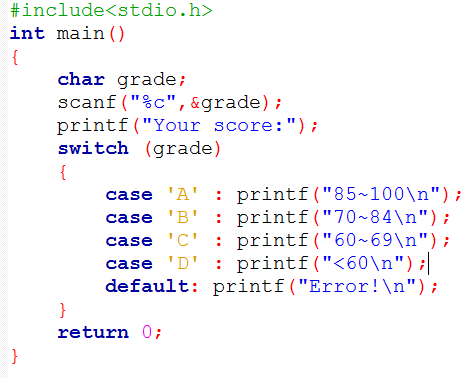 #include<stdio.h>
int main()
{
    char grade;
    scanf("%c",&grade);
    printf("Your score:");
    switch (grade)
    {
        case 'A' : printf("85~100\n");
        case 'B' : printf("70~84\n");
        case 'C' : printf("60~69\n");
        case 'D' : printf("<60\n");
        default: printf("Error!\n");
    }
    return 0;
}